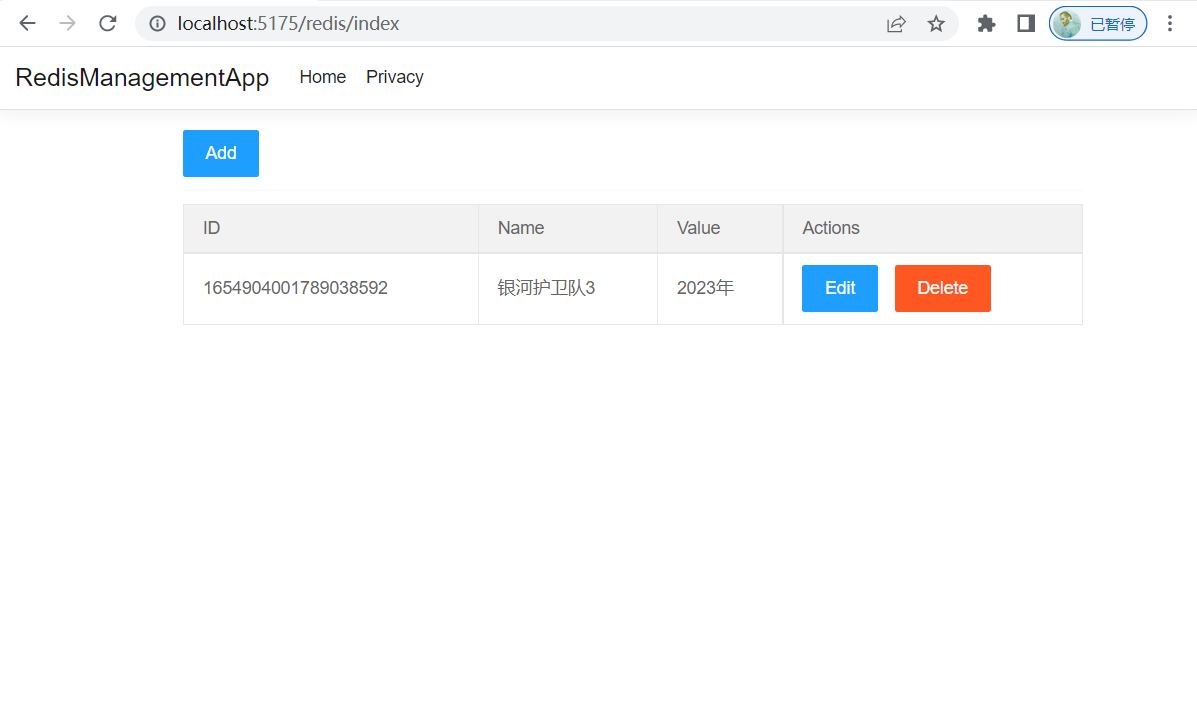 localhost:5175/redis/index 已暂停
RedisManagementApp Home Privacy
Add
ID Name Value Actions
1654904001789038592 银河护卫队3 2023年 Edit Delete